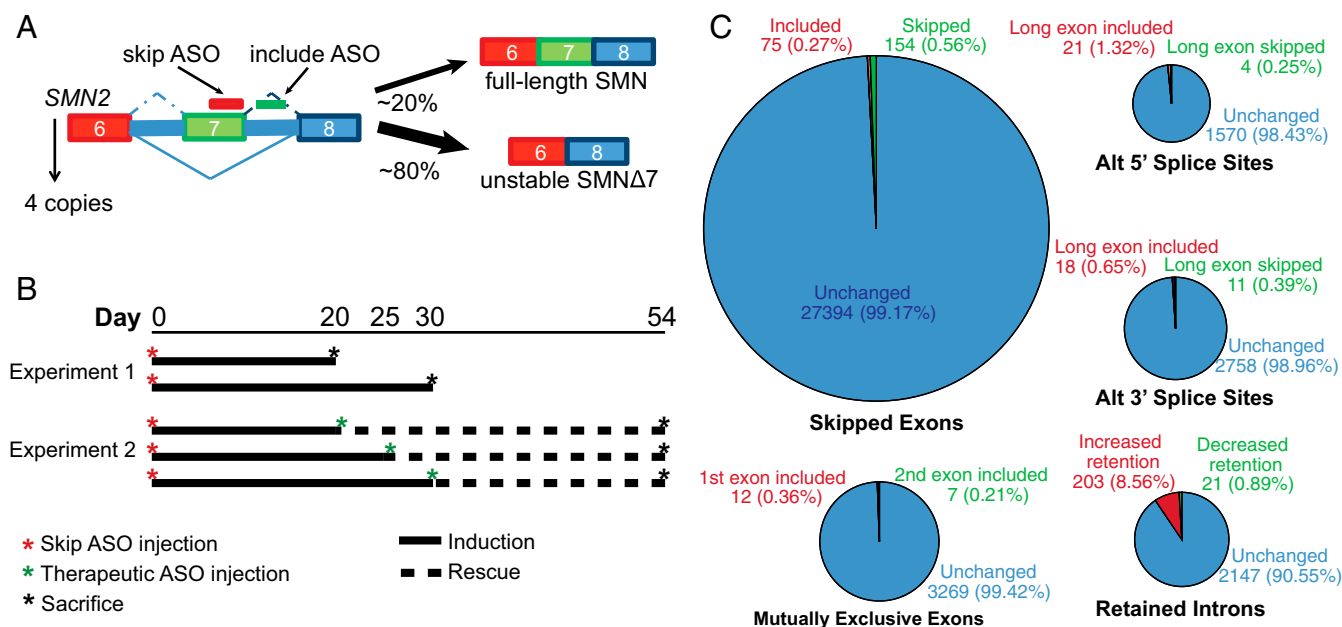 A
skip ASO
include ASO
SMN2
6
7
8
4 copies
~20%
~80%
6
7
8
full-length SMN
6
8
unstable SMNΔ7
B
Day
0
20
25
30
54
Experiment 1
*
*
*
*
Experiment 2
*
*
*
*
*
*
*
*
*
* Skip ASO injection
* Therapeutic ASO injection
* Sacrifice
Induction
Rescue
C
Included
75 (0.27%)
Skipped
154 (0.56%)
Unchanged
27394 (99.17%)
Skipped Exons
Long exon included
21 (1.32%)
Long exon skipped
4 (0.25%)
Unchanged
1570 (98.43%)
Alt 5' Splice Sites
Long exon included
18 (0.65%)
Long exon skipped
11 (0.39%)
Unchanged
2758 (98.96%)
Alt 3' Splice Sites
1st exon included
12 (0.36%)
2nd exon included
7 (0.21%)
Unchanged
3269 (99.42%)
Mutually Exclusive Exons
Increased
retention
203 (8.56%)
Decreased
retention
21 (0.89%)
Unchanged
2147 (90.55%)
Retained Introns